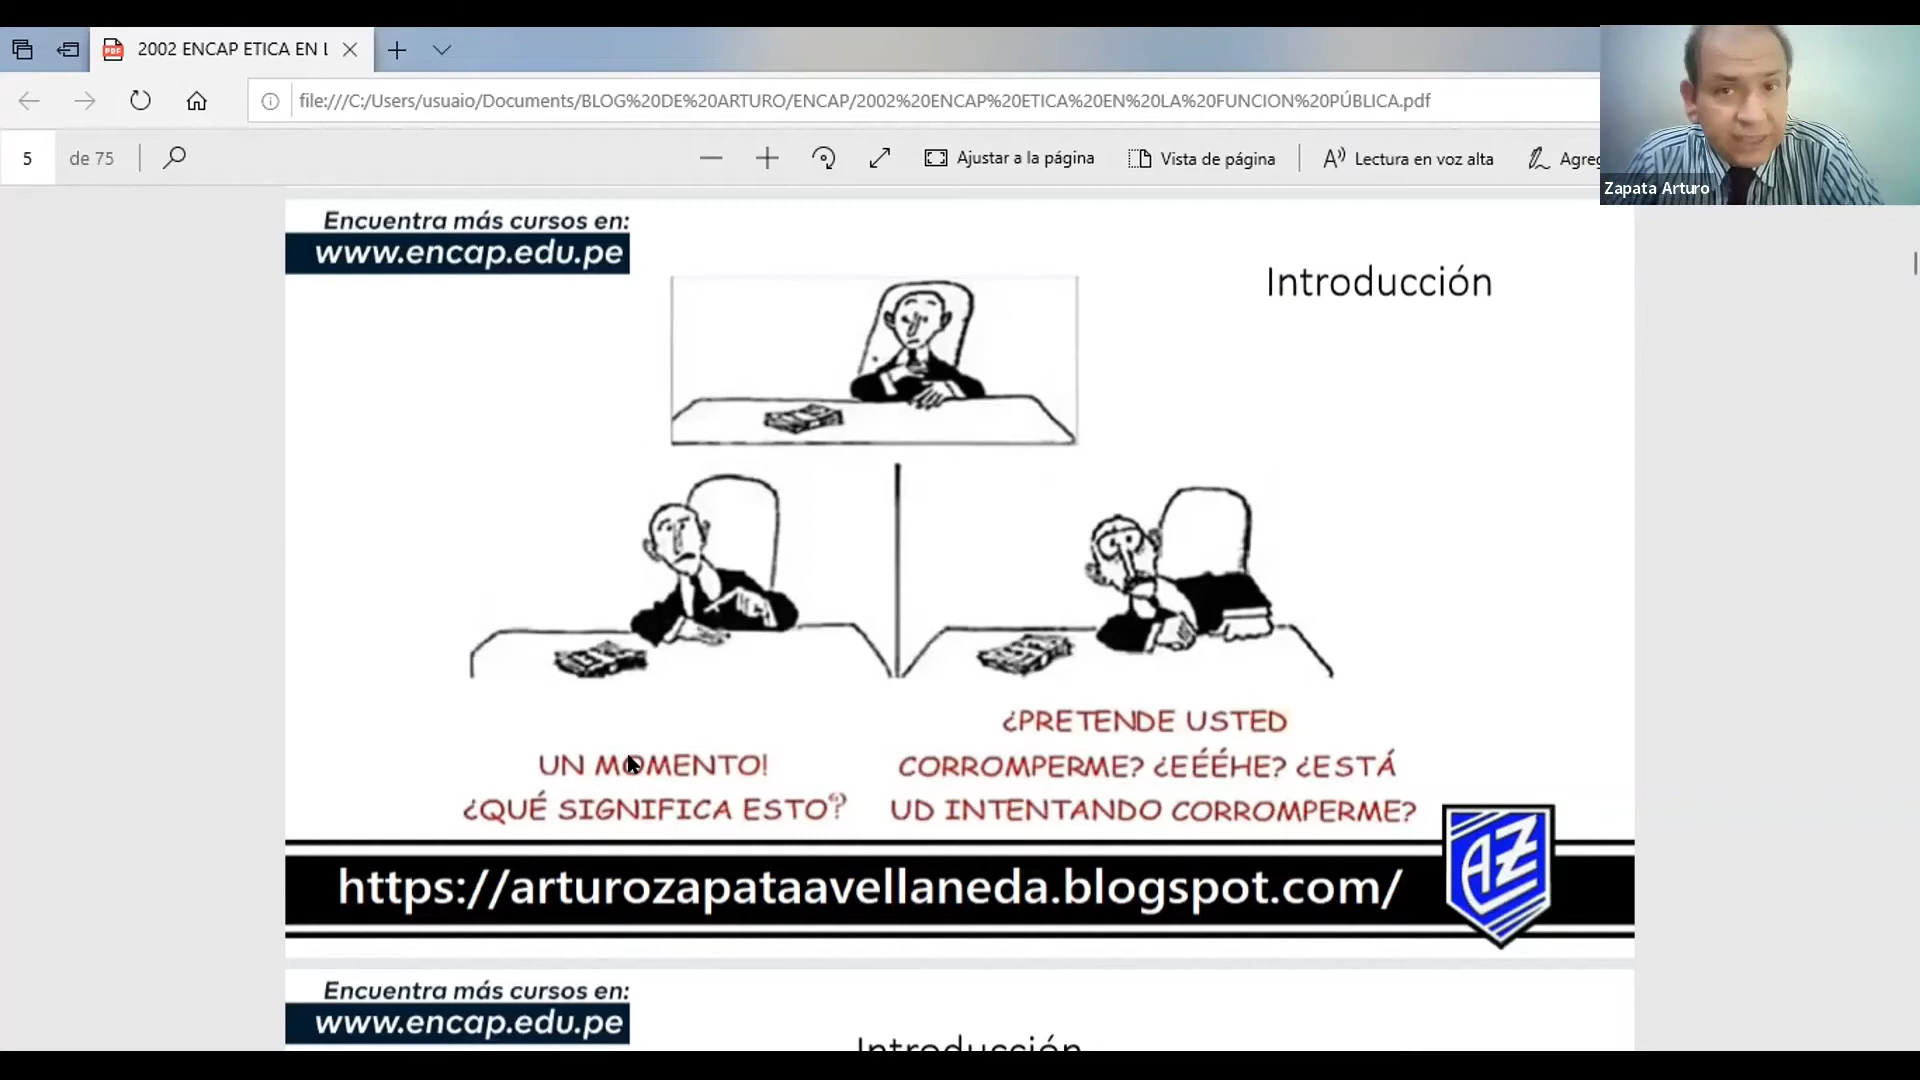 2002 ENCAP ETICA EN L
file:///C:/Users/usuaio/Documents/BLOG%20DE%20ARTURO/ENCAP/2002%20ENCAP%20ETICA%20EN%20LA%20FUNCION%20PÚBLICA.pdf
5 de 75
Ajustar a la página
Vista de página
Lectura en voz alta
Agreg
Zapata Arturo
Encuentra más cursos en:
www.encap.edu.pe
Introducción
UN MOMENTO!
¿QUÉ SIGNIFICA ESTO?
¿PRETENDE USTED
CORROMPERME? ¿EÉÉHE? ¿ESTÁ
UD INTENTANDO CORROMPERME?
https://arturozapataavellaneda.blogspot.com/
AZ
Encuentra más cursos en:
www.encap.edu.pe
Introducción